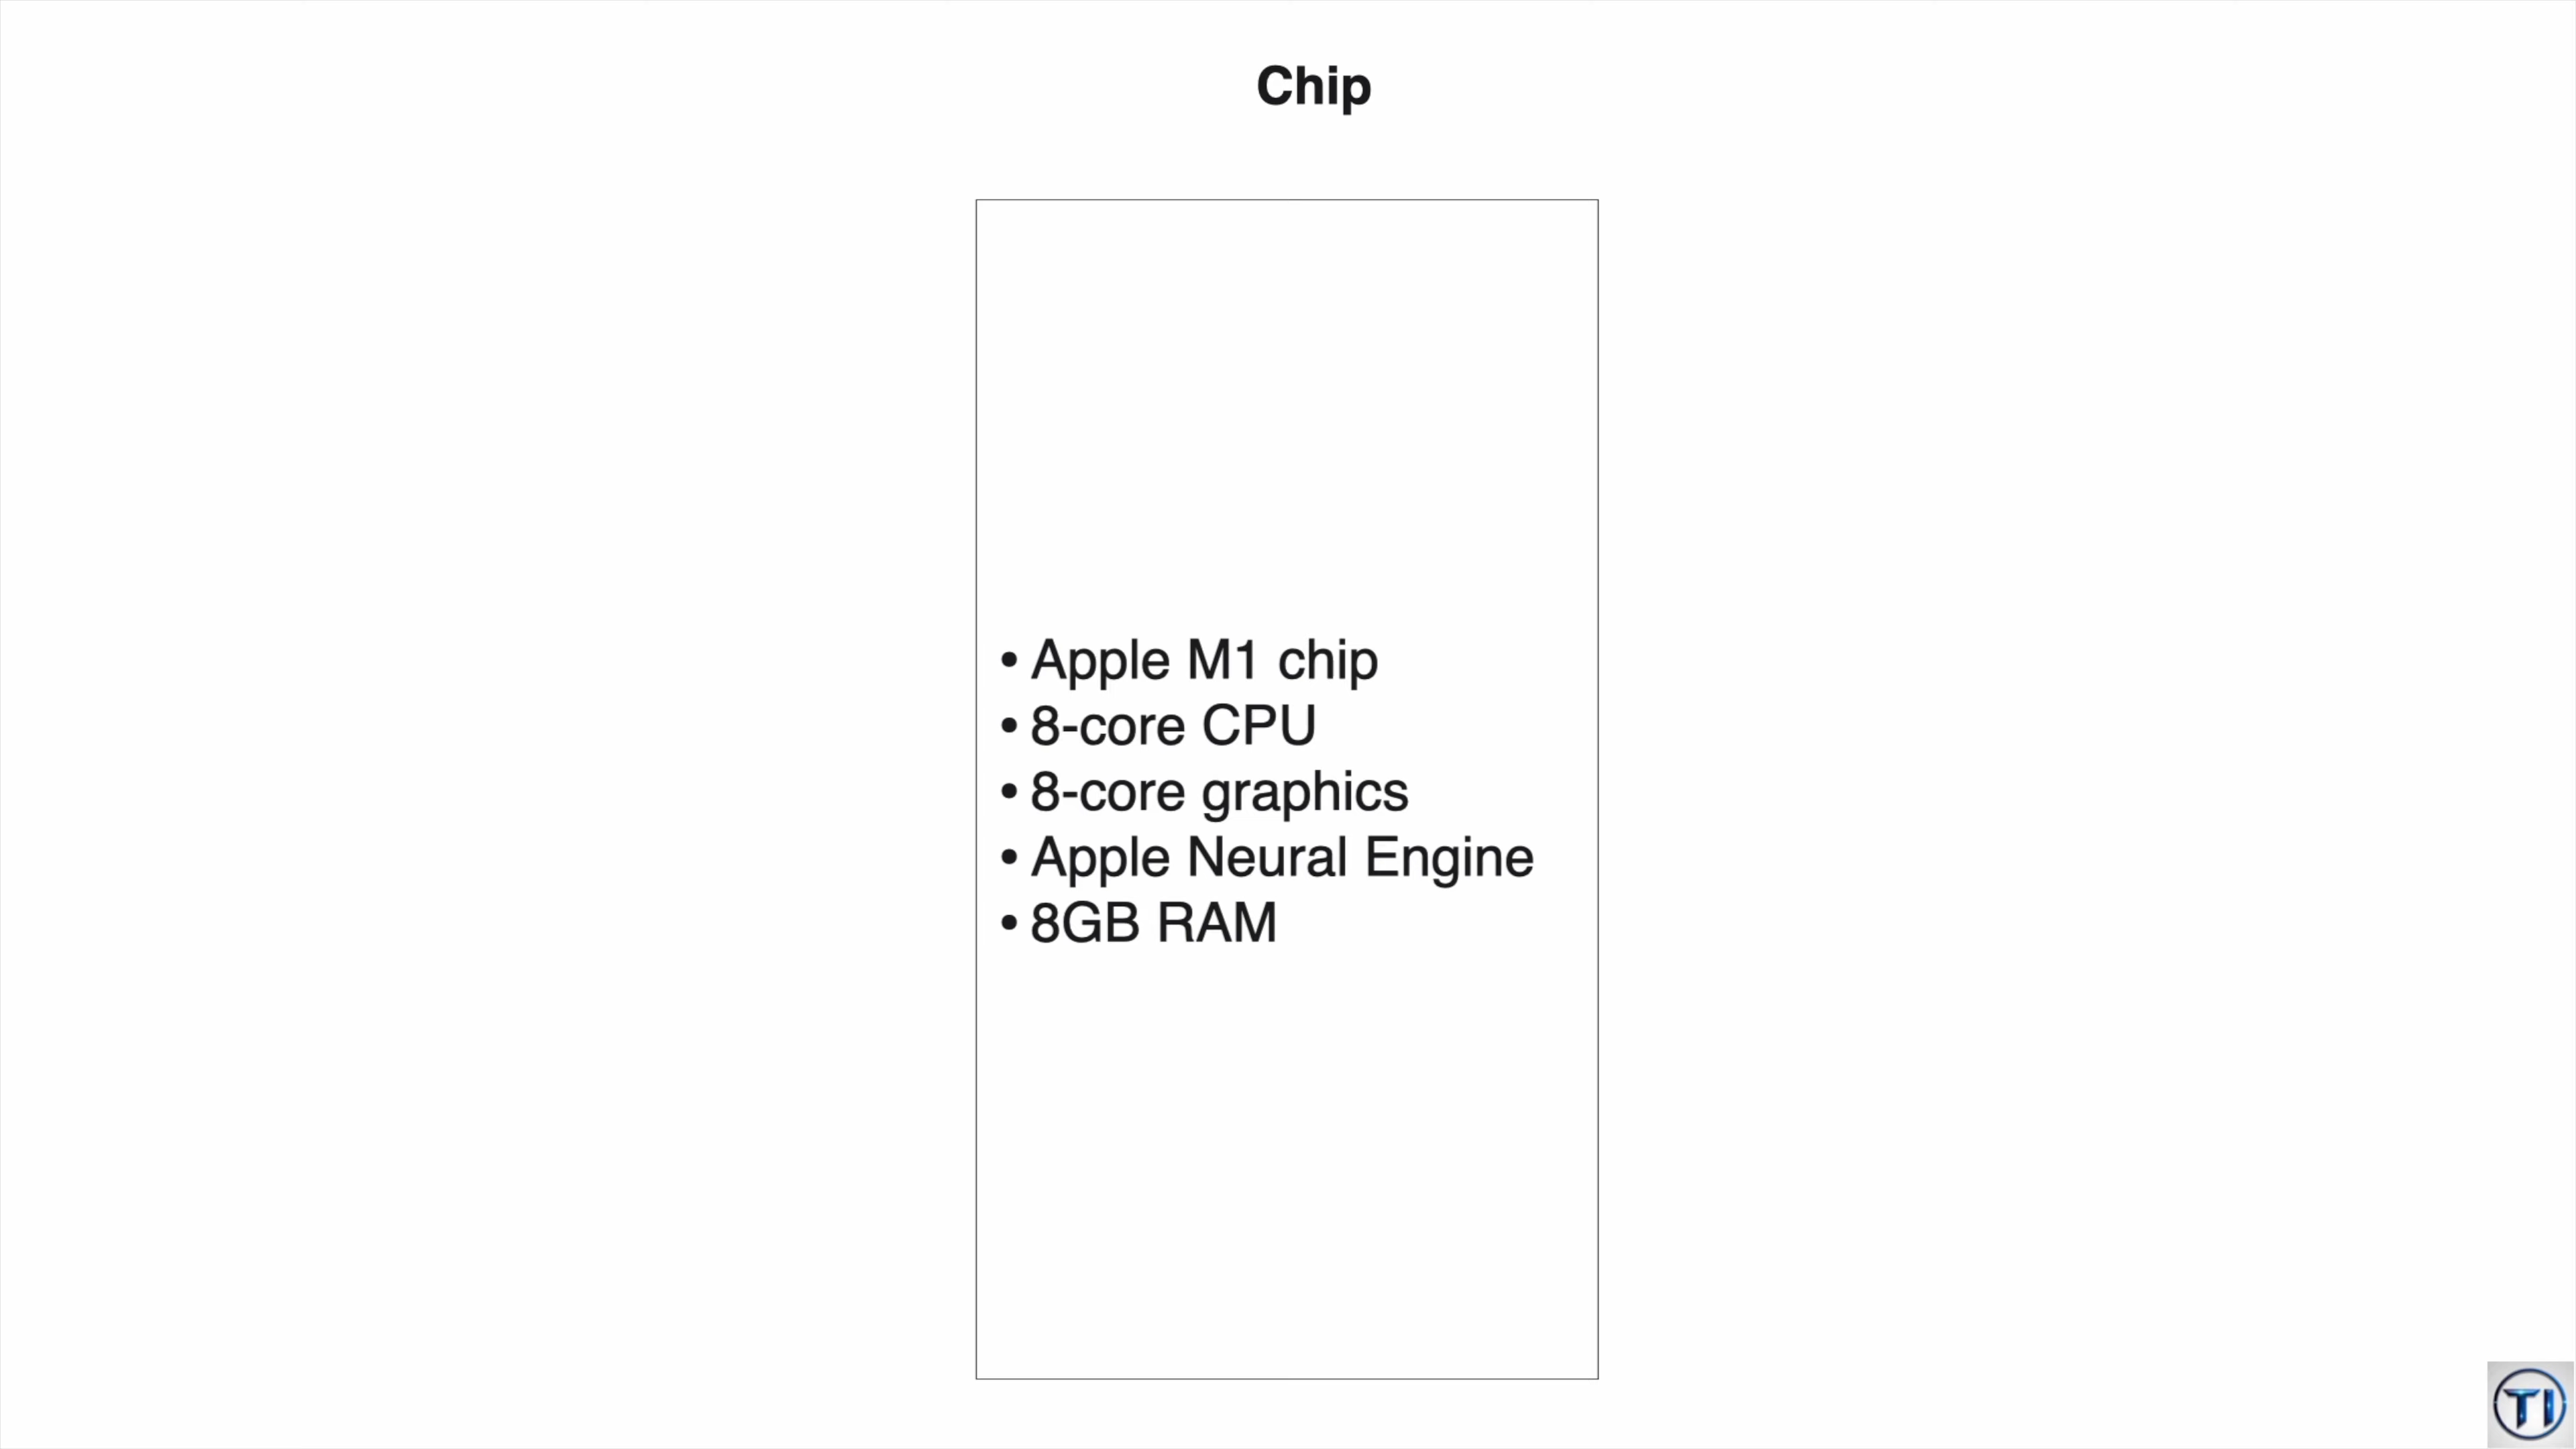 Chip
• Apple M1 chip
• 8-core CPU
• 8-core graphics
• Apple Neural Engine
• 8GB RAM
TI